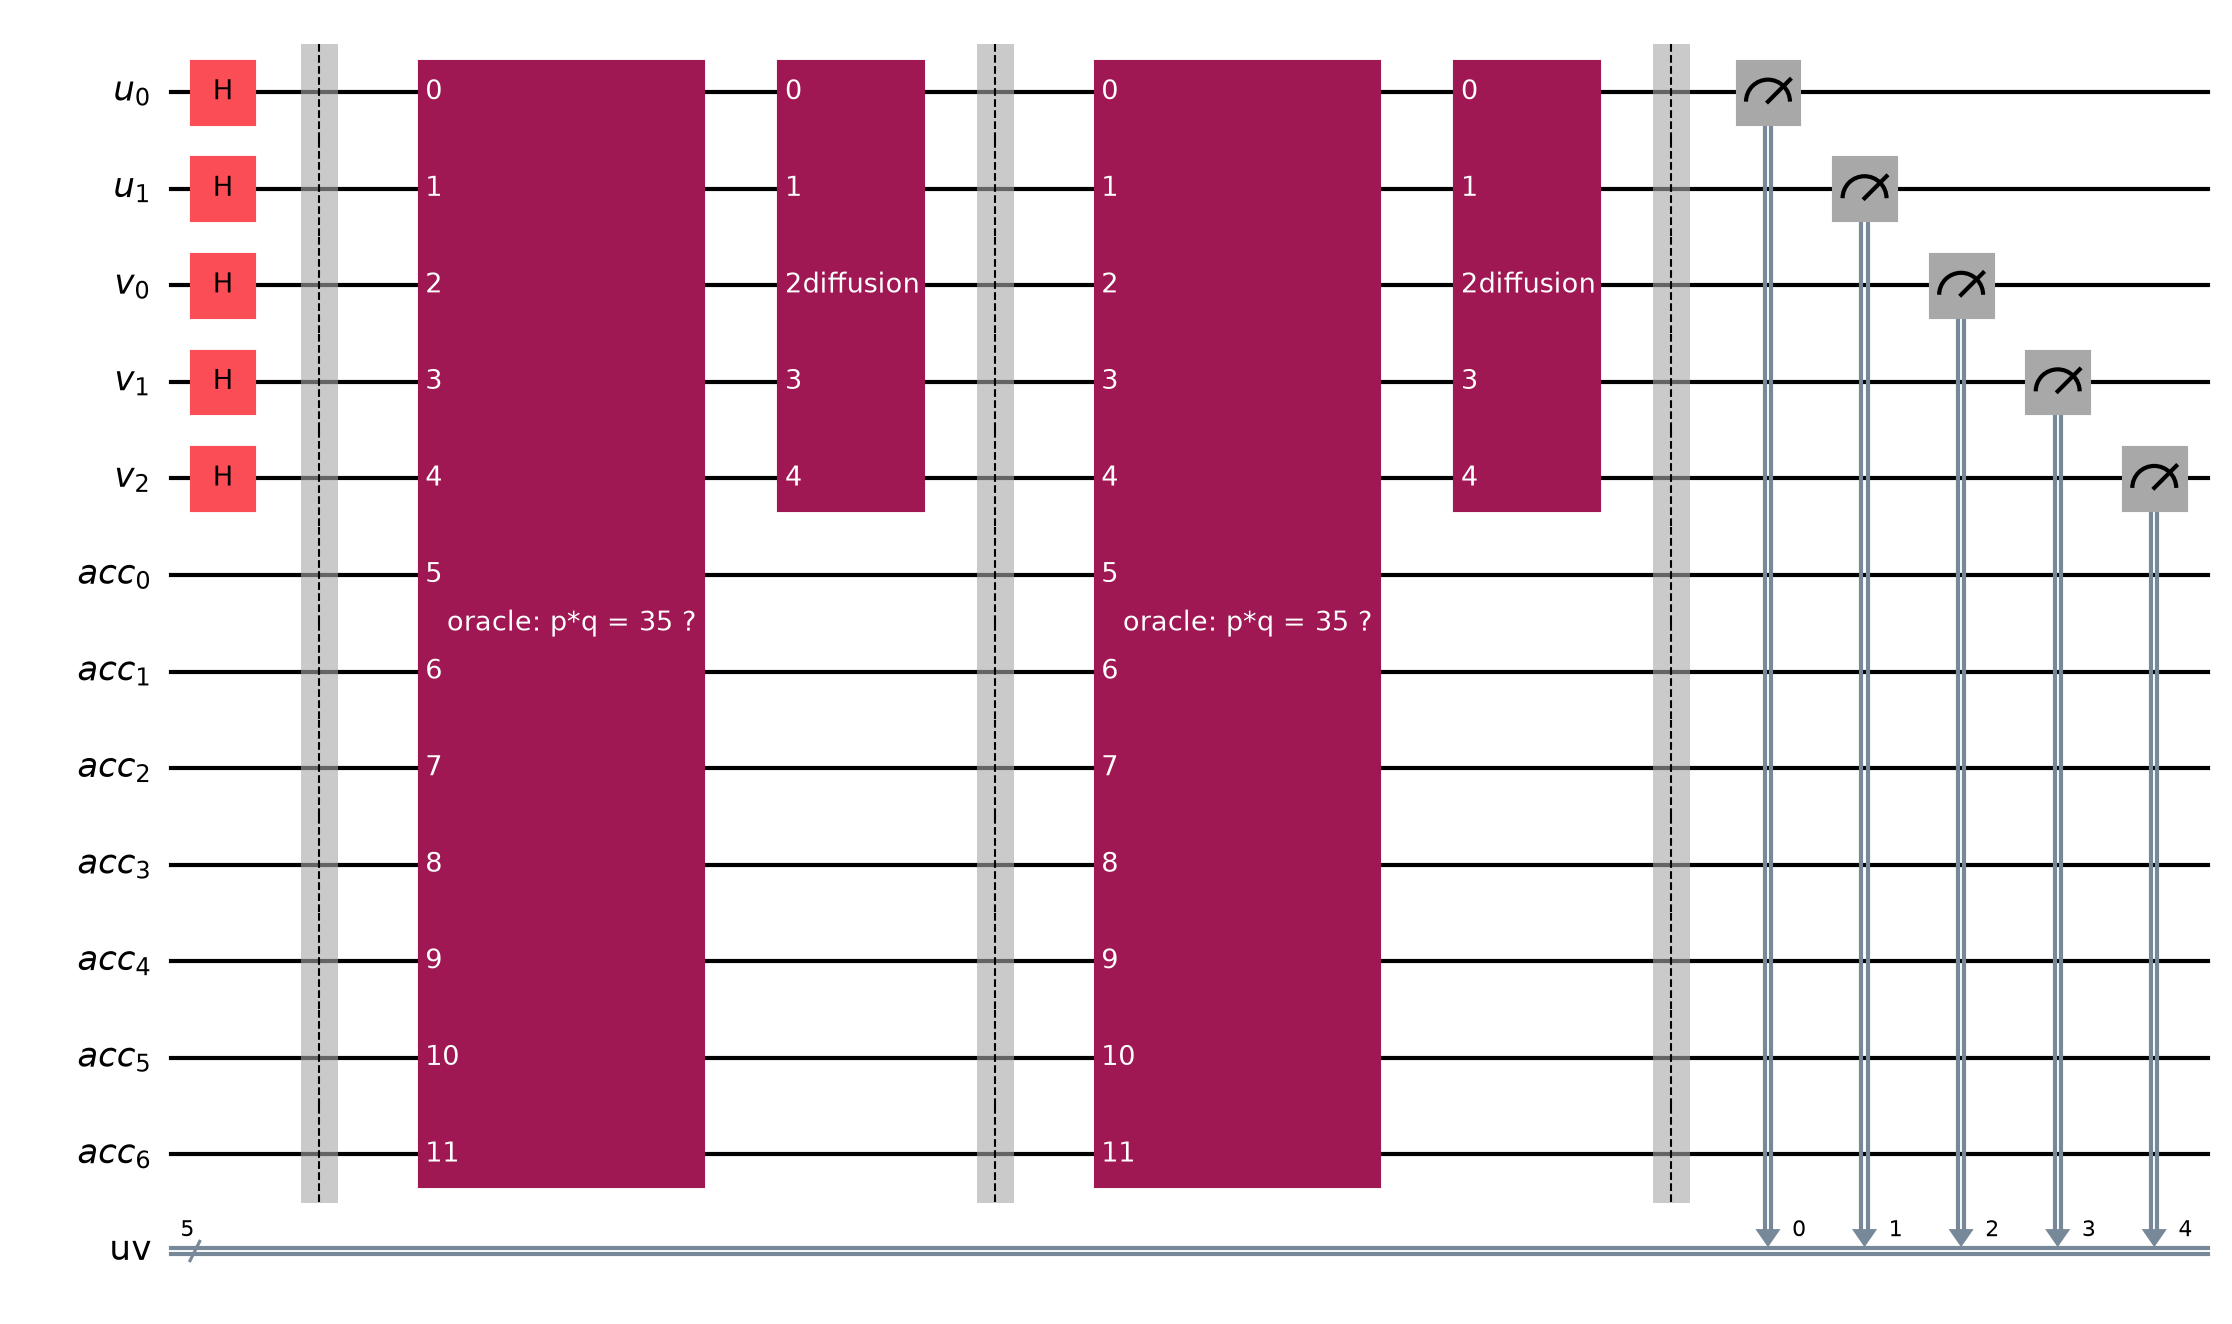 u0 H 0 0 0 0
u1 H 1 1 1 1
v0 H 2 2diffusion 2 2diffusion
v1 H 3 3 3 3
v2 H 4 4 4 4
acc0 5 5
oracle: p*q = 35 ? oracle: p*q = 35 ?
acc1 6 6
acc2 7 7
acc3 8 8
acc4 9 9
acc5 10 10
acc6 11 11
5 0 1 2 3 4
uv